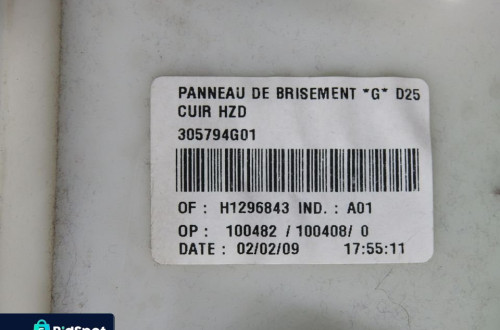 PANNEAU DE BRISEMENT *G* D25
CUIR HZD
305794G01
OF : H1296843 IND. : A01
OP : 100482 / 100408/ 0
DATE : 02/02/09 17:55:11
BidSpot